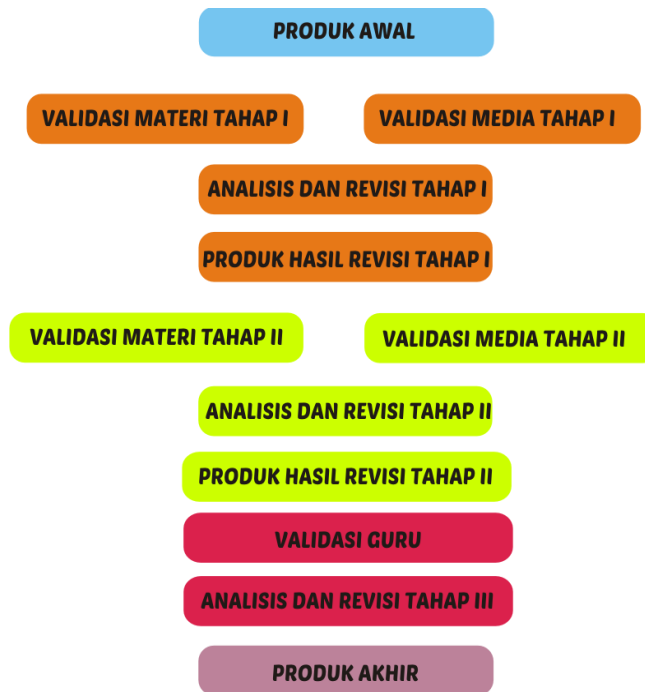 PRODUK AWAL
VALIDASI MATERI TAHAP I
VALIDASI MEDIA TAHAP I
ANALISIS DAN REVISI TAHAP I
PRODUK HASIL REVISI TAHAP I
VALIDASI MATERI TAHAP II
VALIDASI MEDIA TAHAP II
ANALISIS DAN REVISI TAHAP II
PRODUK HASIL REVISI TAHAP II
VALIDASI GURU
ANALISIS DAN REVISI TAHAP III
PRODUK AKHIR